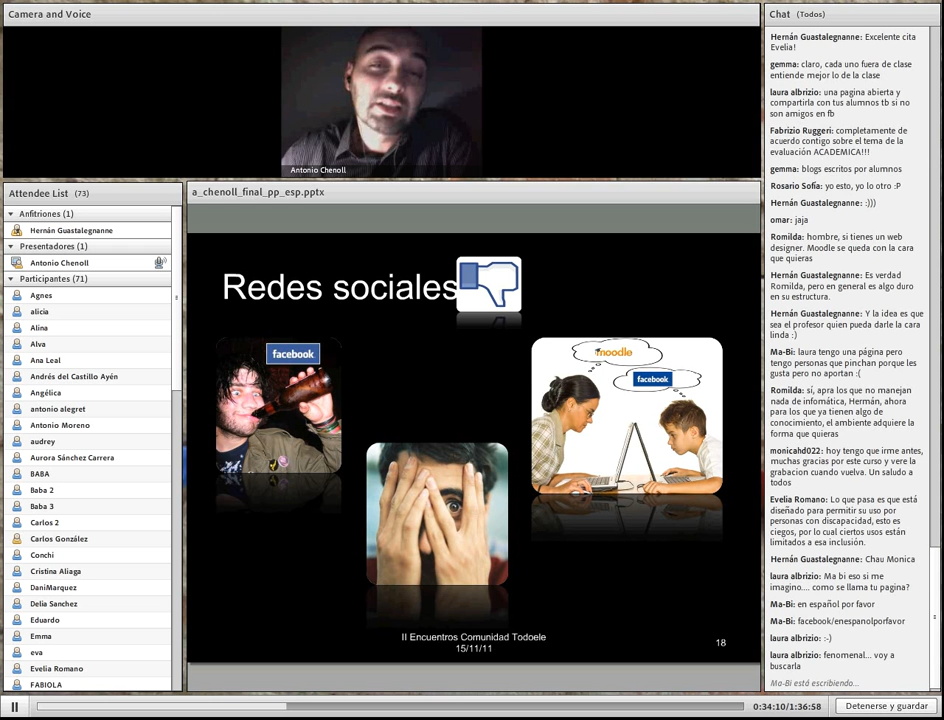 Camera and Voice
Antonio Chenoll
Attendee List (73)
Anfitriones (1)
Hernán Guastalegnanne
Presentadores (1)
Antonio Chenoll
Participantes (71)
Agnes
alicia
Alina
Alva
Ana Leal
Andrés del Castillo Ayén
Angélica
antonio alegret
Antonio Moreno
audrey
Aurora Sánchez Carrera
BABA
Baba 2
Baba 3
Carlos 2
Carlos González
Conchi
Cristina Aliaga
DaniMarquez
Delia Sanchez
Eduardo
Emma
eva
Evelia Romano
FABIOLA
a_chenoll_final_pp_esp.pptx
Redes sociales
facebook
moodle
facebook
II Encuentros Comunidad Todoele
15/11/11
18
Chat (Todos)
Hernán Guastalegnanne: Excelente cita
Evelia!
gemma: claro, cada uno fuera de clase
entiende mejor lo de la clase
laura albrizio: una pagina abierta y
compartirla con tus alumnos tb si no
son amigos en fb
Fabrizio Ruggeri: completamente de
acuerdo contigo sobre el tema de la
evaluación ACADEMICA!!!
gemma: blogs escritos por alumnos
Rosario Sofía: yo esto, yo lo otro :P
Hernán Guastalegnanne: :)))
omar: jaja
Romilda: hombre, si tienes un web
designer. Moodle se queda con la cara
que quieras
Hernán Guastalegnanne: Es verdad
Romilda, pero en general es algo duro
en su estructura.
Hernán Guastalegnanne: Y la idea es que
sea el profesor quien pueda darle la cara
linda :)
Ma-Bi: laura tengo una página pero
tengo personas que pinchan porque les
gusta pero no aportan :(
Romilda: sí, apra los que no manejan
nada de infomática, Hermán, ahora
para los que ya tienen algo de
conocimiento, el ambiente adquiere la
forma que quieras
monicahd022: hoy tengo que irme antes,
muchas gracias por este curso y vere la
grabacion cuando vuelva. Un saludo a
todos
Evelia Romano: Lo que pasa es que está
diseñado para permitir su uso por
personas con discapacidad, esto es
ciegos, por lo cual ciertos usos están
limitados a esa inclusión.
Hernán Guastalegnanne: Chau Monica
laura albrizio: Ma bi eso si me
imagino.... como se llama tu pagina?
Ma-Bi: en español por favor
Ma-Bi: facebook/enespanolporfavor
laura albrizio: :-)
laura albrizio: fenomenal... voy a
buscarla
Ma-Bi está escribiendo...
0:34:10/1:36:58
Detenerse y guardar